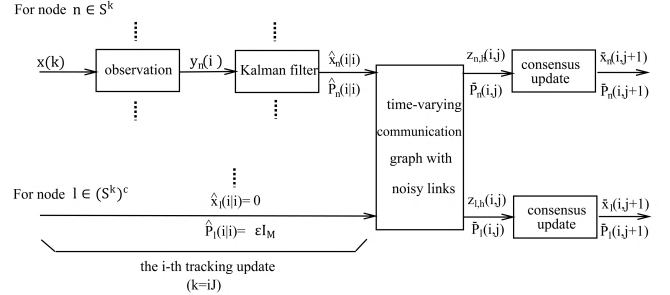 For node n ∈ S^k
x(k)
observation
y_n(i)
Kalman filter
x̂_n(i|i)
P̂_n(i|i)
time-varying
communication
graph with
noisy links
z_{n,h}(i,j)
P̄_n(i,j)
consensus
update
x̄_n(i,j+1)
P̄_n(i,j+1)
For node l ∈ (S^k)^c
x̂_l(i|i)= 0
P̂_l(i|i)= εI_M
z_{l,h}(i,j)
P̄_l(i,j)
consensus
update
x̄_l(i,j+1)
P̄_l(i,j+1)
the i-th tracking update
(k=iJ)